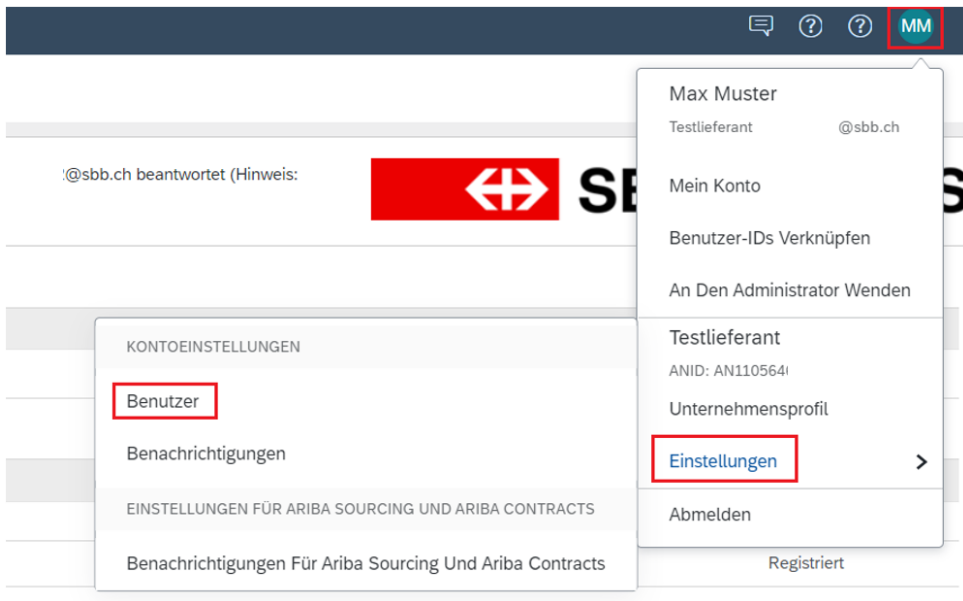 MM
Max Muster
Testlieferant @sbb.ch
@sbb.ch beantwortet (Hinweis:
Mein Konto
Benutzer-IDs Verknüpfen
An Den Administrator Wenden
Testlieferant
ANID: AN110564
Unternehmensprofil
Einstellungen
Abmelden
KONTOEINSTELLUNGEN
Benutzer
Benachrichtigungen
EINSTELLUNGEN FÜR ARIBA SOURCING UND ARIBA CONTRACTS
Benachrichtigungen Für Ariba Sourcing Und Ariba Contracts
Registriert